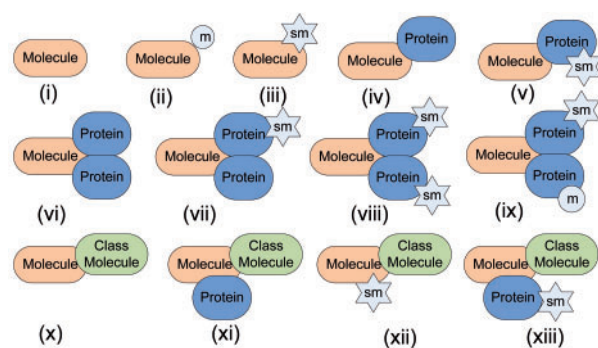 m
sm
Protein
Protein
Molecule
Molecule
Molecule
Molecule
Molecule
sm
(i)
(ii)
(iii)
(iv)
(v)
sm
sm
sm
Protein
Protein
Protein
Protein
Molecule
Molecule
Molecule
Molecule
Protein
Protein
Protein
Protein
sm
m
(vi)
(vii)
(viii)
(ix)
Class
Molecule
Class
Molecule
Class
Molecule
Class
Molecule
Molecule
Molecule
Molecule
Molecule
Protein
sm
Protein
sm
(x)
(xi)
(xii)
(xiii)